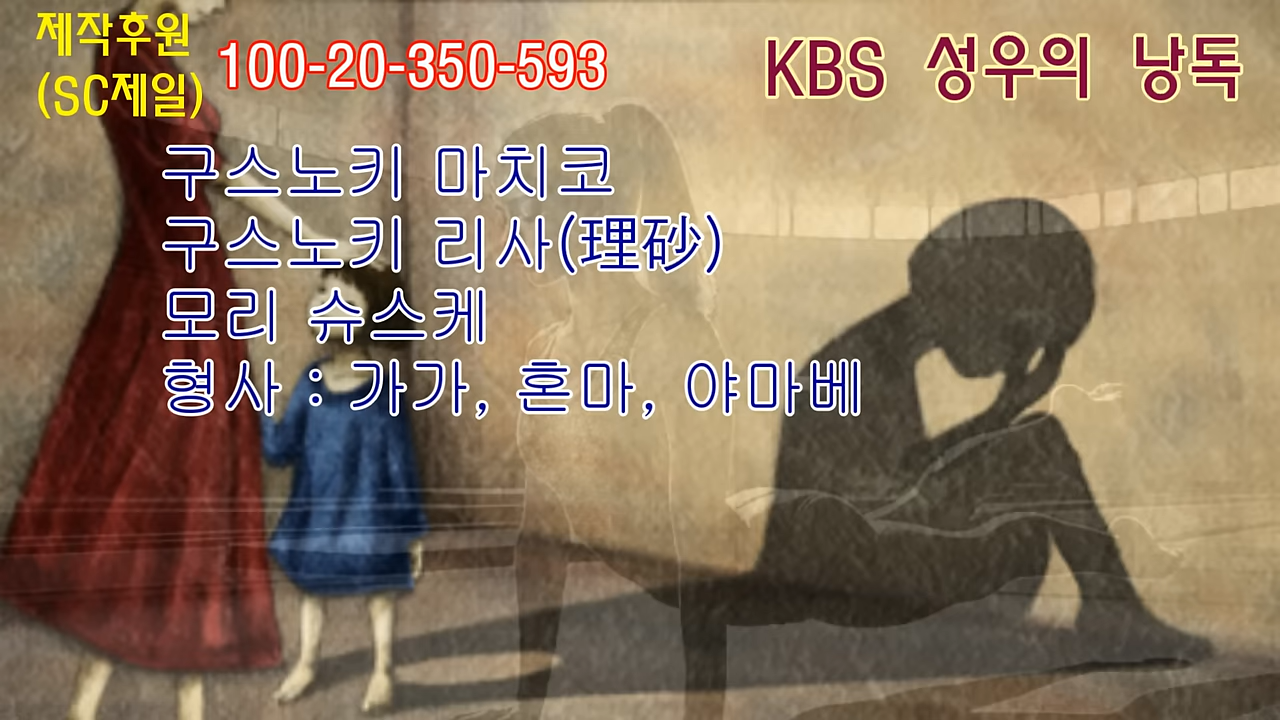 제작후원
(SC제일)
100-20-350-593
KBS 성우의 낭독
구스노키 마치코
구스노키 리사(理砂)
모리 슈스케
형사 : 가가, 혼마, 야마베